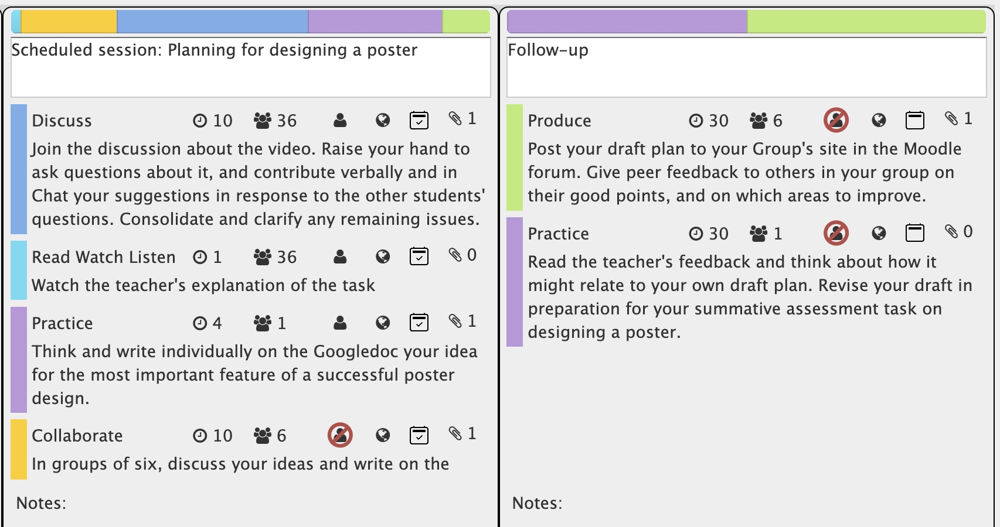 Scheduled session: Planning for designing a poster
Discuss 10 36 1
Join the discussion about the video. Raise your hand to
ask questions about it, and contribute verbally and in
Chat your suggestions in response to the other students'
questions. Consolidate and clarify any remaining issues.
Read Watch Listen 1 36 0
Watch the teacher's explanation of the task
Practice 4 1 1
Think and write individually on the Googledoc your idea
for the most important feature of a successful poster
design.
Collaborate 10 6 1
In groups of six, discuss your ideas and write on the
Notes:
Follow-up
Produce 30 6 1
Post your draft plan to your Group's site in the Moodle
forum. Give peer feedback to others in your group on
their good points, and on which areas to improve.
Practice 30 1 0
Read the teacher's feedback and think about how it
might relate to your own draft plan. Revise your draft in
preparation for your summative assessment task on
designing a poster.
Notes: